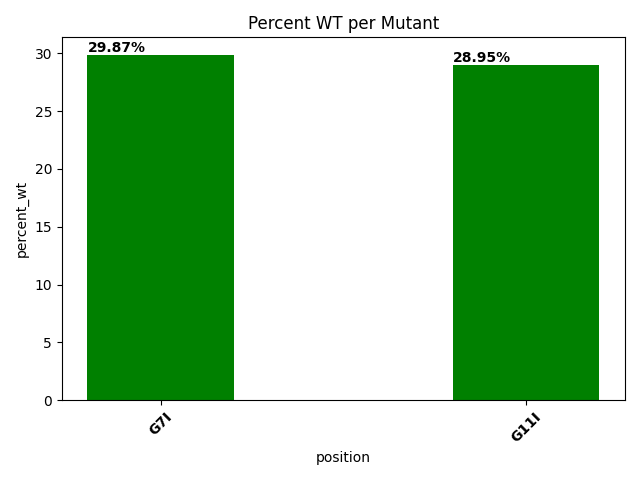 Percent WT per Mutant
29.87%
28.95%
percent_wt
30
25
20
15
10
5
0
G7I
G11I
position